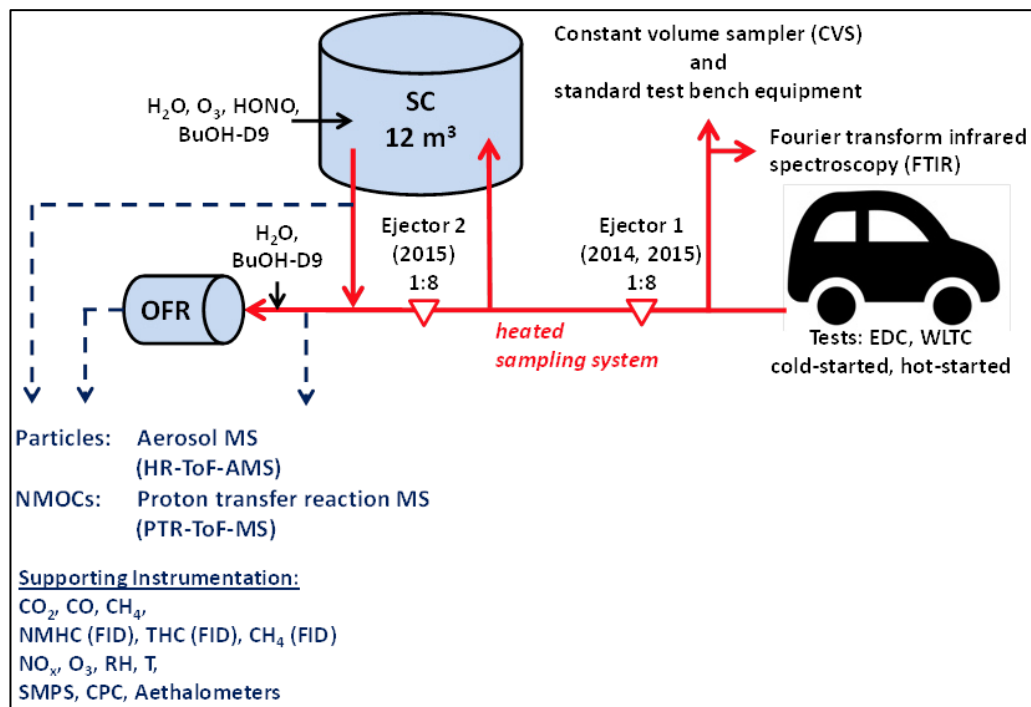 Constant volume sampler (CVS)
and
standard test bench equipment
SC
12 m³
H₂O, O₃, HONO,
BuOH-D9
Fourier transform infrared
spectroscopy (FTIR)
H₂O,
BuOH-D9
Ejector 2
(2015)
1:8
Ejector 1
(2014, 2015)
1:8
OFR
heated
sampling system
Tests: EDC, WLTC
cold-started, hot-started
Particles: Aerosol MS
(HR-ToF-AMS)
NMOCs: Proton transfer reaction MS
(PTR-ToF-MS)
Supporting Instrumentation:
CO₂, CO, CH₄,
NMHC (FID), THC (FID), CH₄ (FID)
NOₓ, O₃, RH, T,
SMPS, CPC, Aethalometers